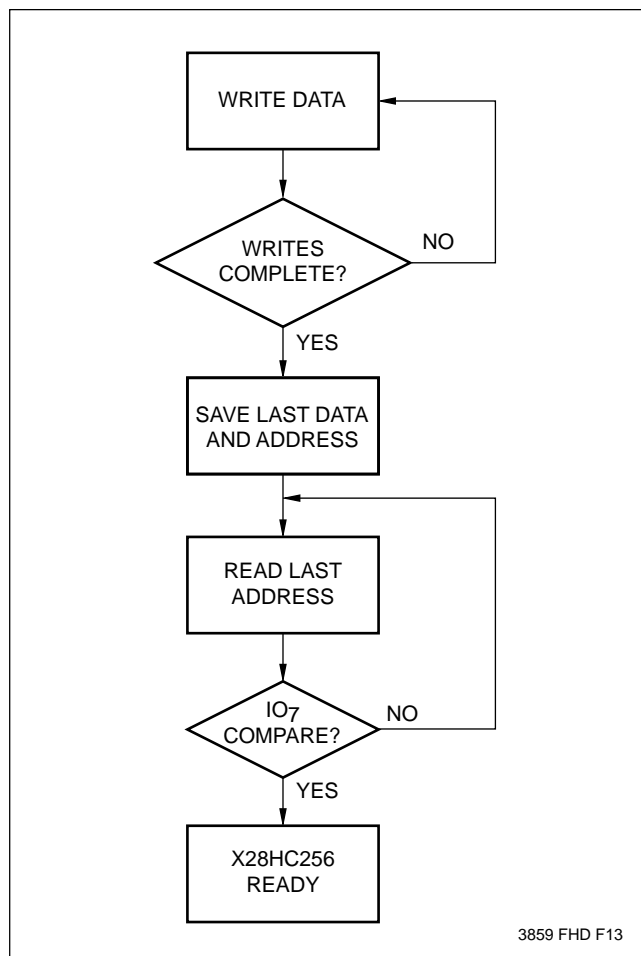 WRITE DATA
WRITES
COMPLETE?
NO
YES
SAVE LAST DATA
AND ADDRESS
READ LAST
ADDRESS
IO7
COMPARE?
NO
YES
X28HC256
READY
3859 FHD F13